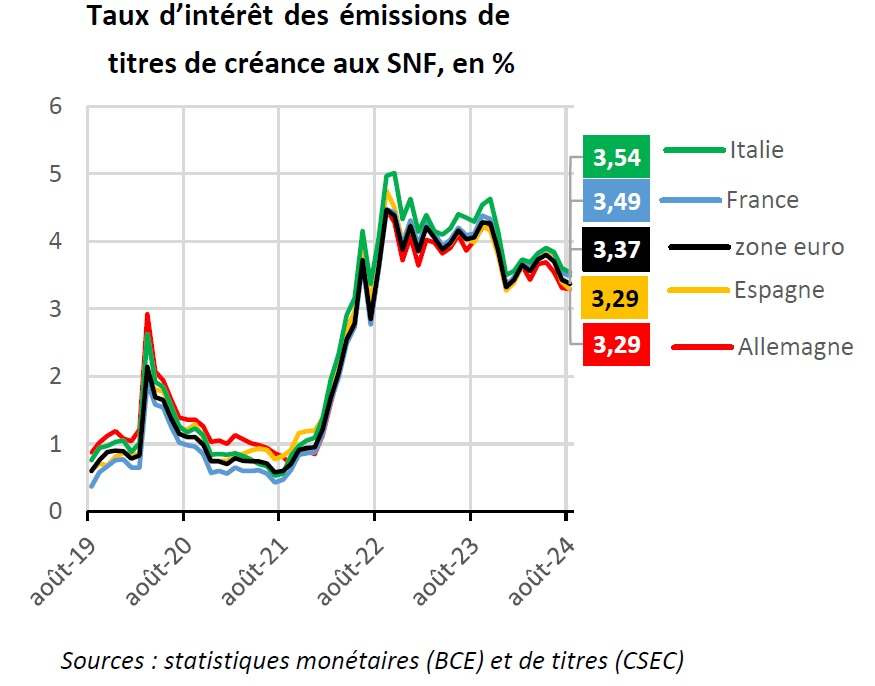 Taux d’intérêt des émissions de
titres de créance aux SNF, en %
6
5
4
3
2
1
0
août-19
août-20
août-21
août-22
août-23
août-24
3,54 Italie
3,49 France
3,37 zone euro
3,29 Espagne
3,29 Allemagne
Sources : statistiques monétaires (BCE) et de titres (CSEC)